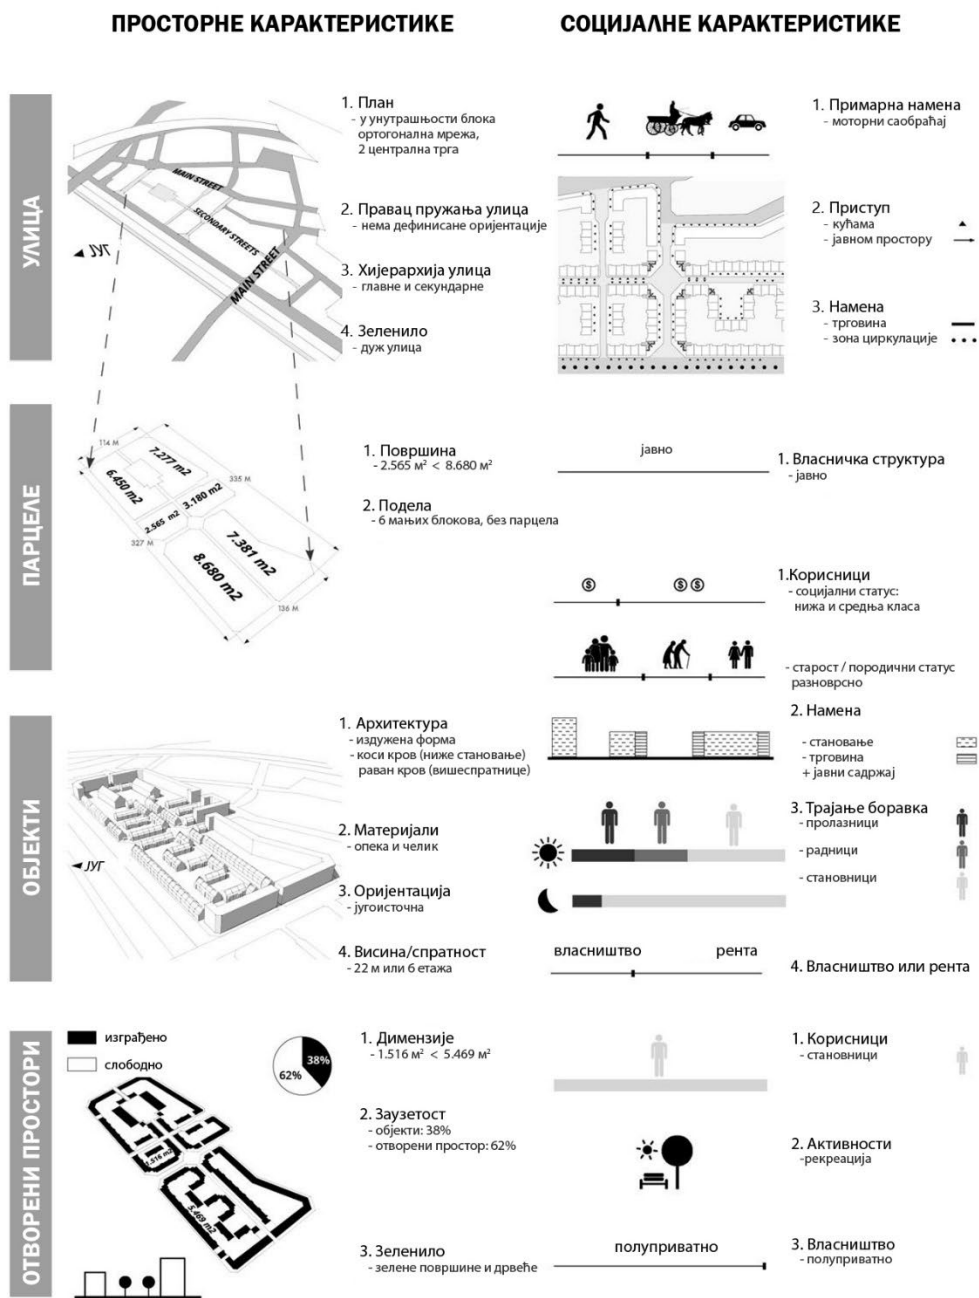 ПРОСТОРНЕ КАРАКТЕРИСТИКЕ
СОЦИЈАЛНЕ КАРАКТЕРИСТИКЕ
УЛИЦА
MAIN STREET
SECONDARY STREETS
MAIN STREET
ЈУГ
1. План
- у унутрашњости блока
ортогонална мрежа,
2 централна трга
2. Правац пружања улица
- нема дефинисане оријентације
3. Хијерархија улица
- главне и секундарне
4. Зеленило
- дуж улица
1. Примарна намена
- моторни саобраћај
2. Приступ
- кућама
- јавном простору
3. Намена
- трговина
- зона циркулације
ПАРЦЕЛЕ
114 М
7.277 m2
6.450 m2
335 М
3.180 m2
2.565 m2
327 М
7.381 m2
8.680 m2
136 М
1. Површина
- 2.565 м² < 8.680 м²
2. Подела
- 6 мањих блокова, без парцела
јавно
1. Власничка структура
- јавно
1.Корисници
- социјални статус:
нижа и средња класа
- старост / породични статус
разноврсно
ОБЈЕКТИ
ЈУГ
1. Архитектура
- издужена форма
- коси кров (ниже становање)
раван кров (вишеспратнице)
2. Материјали
- опека и челик
3. Оријентација
- југоисточна
4. Висина/спратност
- 22 м или 6 етажа
2. Намена
- становање
- трговина
+ јавни садржај
3. Трајање боравка
- пролазници
- радници
- становници
власништво
рента
4. Власништво или рента
ОТВОРЕНИ ПРОСТОРИ
изграђено
слободно
38%
62%
1.516 m2
5.469 m2
1. Димензије
- 1.516 м² < 5.469 м²
2. Заузетост
- објекти: 38%
- отворени простор: 62%
3. Зеленило
- зелене површине и дрвеће
1. Корисници
- становници
2. Активности
-рекреација
полуприватно
3. Власништво
- полуприватно